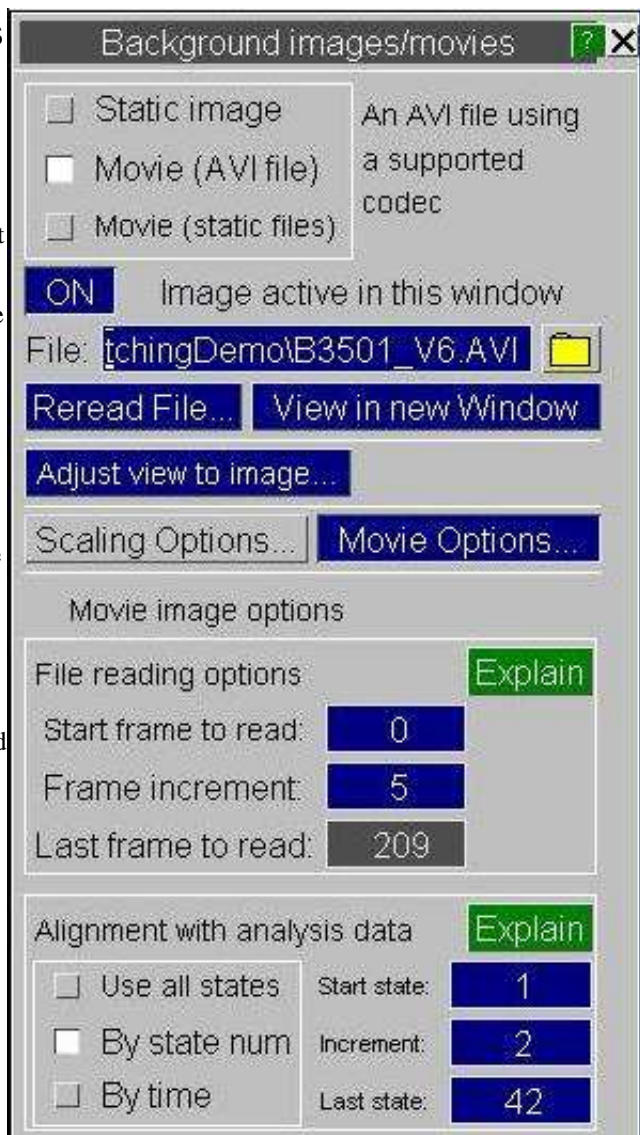 Background images/movies ? X
Static image
Movie (AVI file)
Movie (static files)
An AVI file using
a supported
codec
ON Image active in this window
File: tchingDemo\B3501_V6.AVI
Reread File... View in new Window
Adjust view to image...
Scaling Options... Movie Options...
Movie image options
File reading options Explain
Start frame to read: 0
Frame increment: 5
Last frame to read: 209
Alignment with analysis data Explain
Use all states Start state: 1
By state num Increment: 2
By time Last state: 42